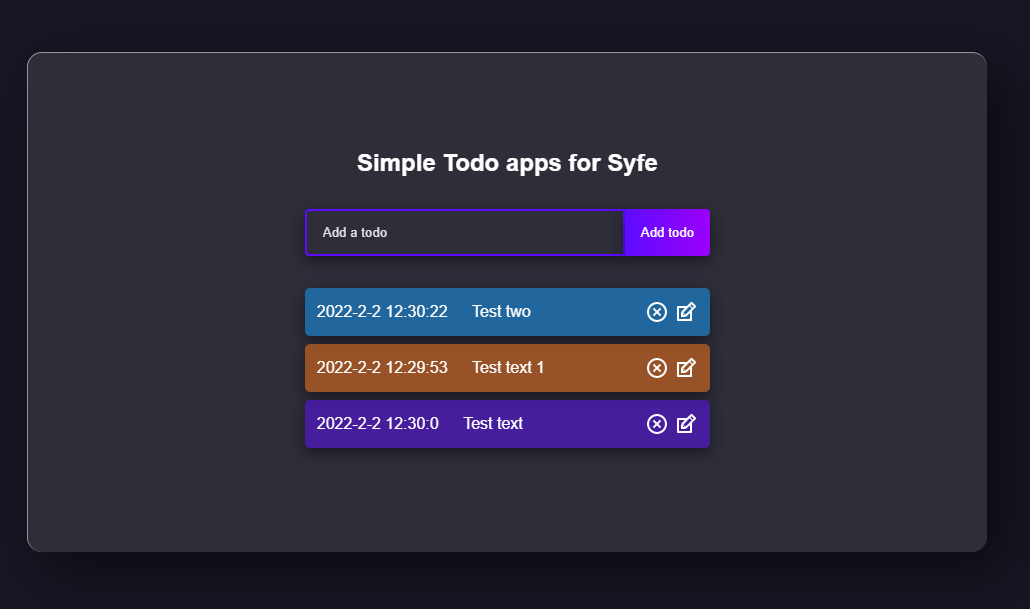 Simple Todo apps for Syfe
Add a todo Add todo
2022-2-2 12:30:22 Test two
2022-2-2 12:29:53 Test text 1
2022-2-2 12:30:0 Test text